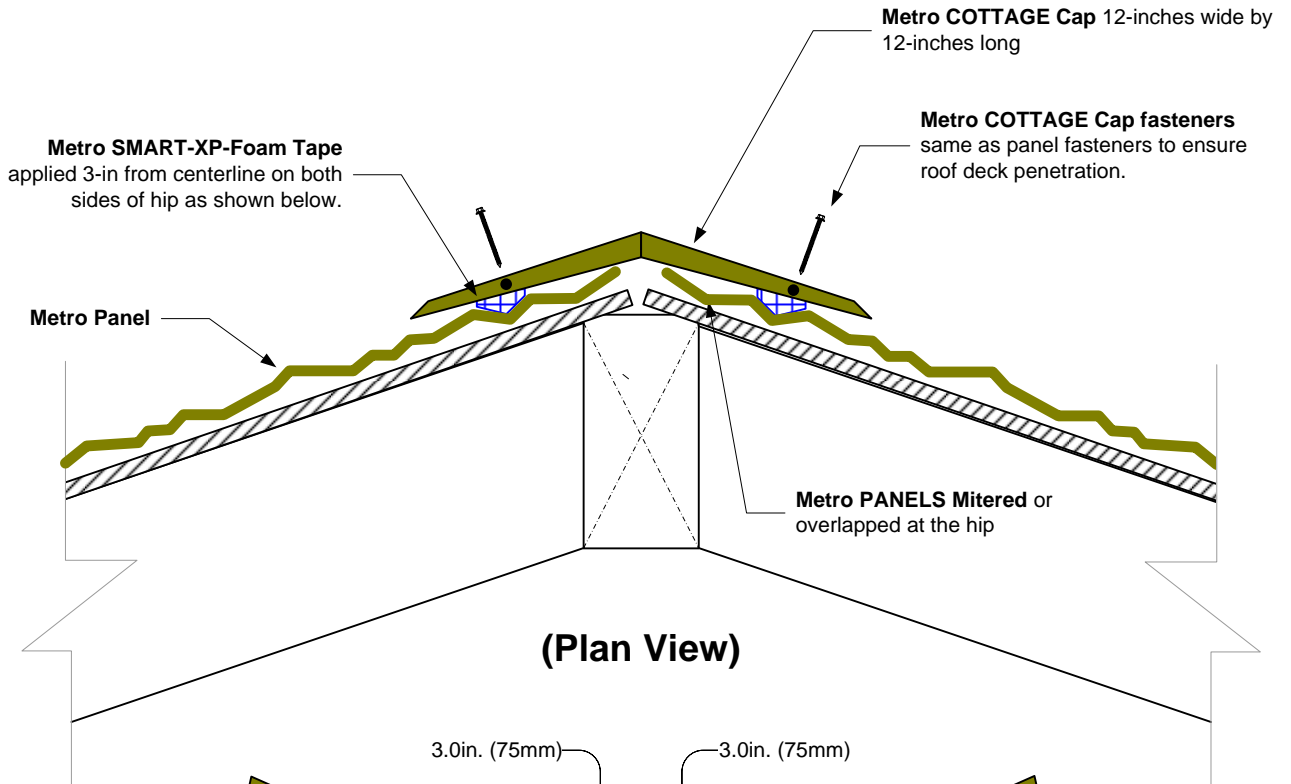 Metro COTTAGE Cap 12-inches wide by
12-inches long
Metro COTTAGE Cap fasteners
same as panel fasteners to ensure
roof deck penetration.
Metro SMART-XP-Foam Tape
applied 3-in from centerline on both
sides of hip as shown below.
Metro Panel
Metro PANELS Mitered or
overlapped at the hip
(Plan View)
3.0in. (75mm)
3.0in. (75mm)